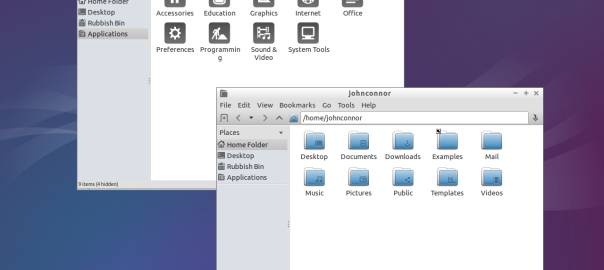 Home Folder
Desktop
Rubbish Bin
Applications
Accessories Education Graphics Internet Office
Preferences Programmin
g Sound &
Video System Tools
9 items (4 hidden)
johnconnor
File Edit View Bookmarks Go Tools Help
/home/johnconnor
Places
Home Folder
Desktop
Rubbish Bin
Applications
Desktop Documents Downloads Examples Mail
Music Pictures Public Templates Videos